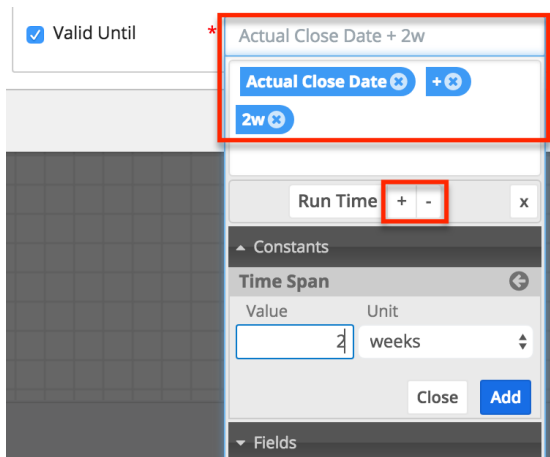 Valid Until * Actual Close Date + 2w
Actual Close Date +
2w
Run Time + - x
Constants
Time Span
Value Unit
2 weeks
Close Add
Fields